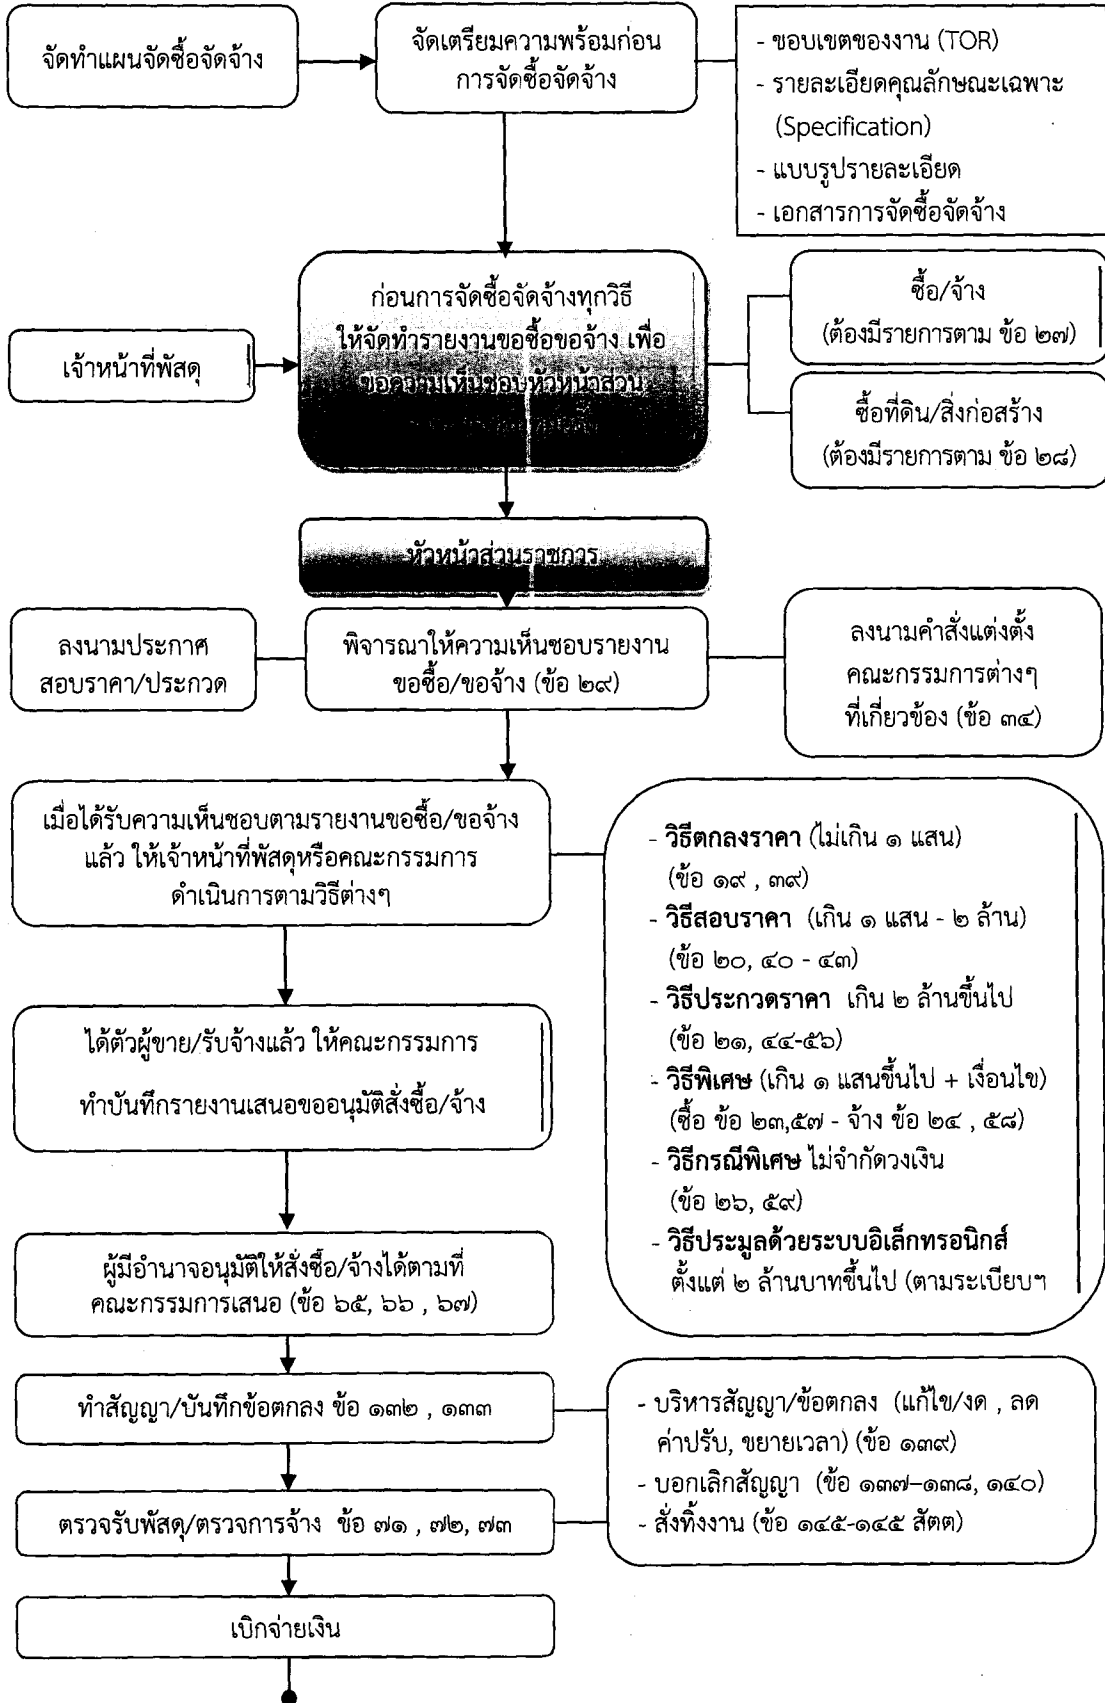 จัดทำแผนจัดซื้อจัดจ้าง
จัดเตรียมความพร้อมก่อน
การจัดซื้อจัดจ้าง
- ขอบเขตของงาน (TOR)
- รายละเอียดคุณลักษณะเฉพาะ
(Specification)
- แบบรูปรายละเอียด
- เอกสารการจัดซื้อจัดจ้าง
เจ้าหน้าที่พัสดุ
ก่อนการจัดซื้อจัดจ้างทุกวิธี
ให้จัดทำรายงานขอซื้อขอจ้าง เพื่อ
ขอความเห็นชอบหัวหน้าส่วน
ซื้อ/จ้าง
(ต้องมีรายการตาม ข้อ ๒๗)
ซื้อที่ดิน/สิ่งก่อสร้าง
(ต้องมีรายการตาม ข้อ ๒๘)
หัวหน้าส่วนราชการ
ลงนามประกาศ
สอบราคา/ประกวด
พิจารณาให้ความเห็นชอบรายงาน
ขอซื้อ/ขอจ้าง (ข้อ ๒๙)
ลงนามคำสั่งแต่งตั้ง
คณะกรรมการต่างๆ
ที่เกี่ยวข้อง (ข้อ ๓๔)
เมื่อได้รับความเห็นชอบตามรายงานขอซื้อ/ขอจ้าง
แล้ว ให้เจ้าหน้าที่พัสดุหรือคณะกรรมการ
ดำเนินการตามวิธีต่างๆ
- วิธีตกลงราคา (ไม่เกิน ๑ แสน)
(ข้อ ๑๙ , ๓๙)
- วิธีสอบราคา (เกิน ๑ แสน - ๒ ล้าน)
(ข้อ ๒๐, ๔๐ - ๔๓)
- วิธีประกวดราคา เกิน ๒ ล้านขึ้นไป
(ข้อ ๒๑, ๔๔-๕๖)
- วิธีพิเศษ (เกิน ๑ แสนขึ้นไป + เงื่อนไข)
(ซื้อ ข้อ ๒๓,๕๗ - จ้าง ข้อ ๒๔ , ๕๘)
- วิธีกรณีพิเศษ ไม่จำกัดวงเงิน
(ข้อ ๒๖, ๕๙)
- วิธีประมูลด้วยระบบอิเล็กทรอนิกส์
ตั้งแต่ ๒ ล้านบาทขึ้นไป (ตามระเบียบฯ
ได้ตัวผู้ขาย/รับจ้างแล้ว ให้คณะกรรมการ
ทำบันทึกรายงานเสนอขออนุมัติสั่งซื้อ/จ้าง
ผู้มีอำนาจอนุมัติให้สั่งซื้อ/จ้างได้ตามที่
คณะกรรมการเสนอ (ข้อ ๖๕, ๖๖ , ๖๗)
ทำสัญญา/บันทึกข้อตกลง ข้อ ๑๓๒ , ๑๓๓
- บริหารสัญญา/ข้อตกลง (แก้ไข/งด , ลด
ค่าปรับ, ขยายเวลา) (ข้อ ๑๓๙)
- บอกเลิกสัญญา (ข้อ ๑๓๗–๑๓๘, ๑๔๐)
- สั่งทิ้งงาน (ข้อ ๑๔๕-๑๔๕ สัตต)
ตรวจรับพัสดุ/ตรวจการจ้าง ข้อ ๗๑ , ๗๒, ๗๓
เบิกจ่ายเงิน